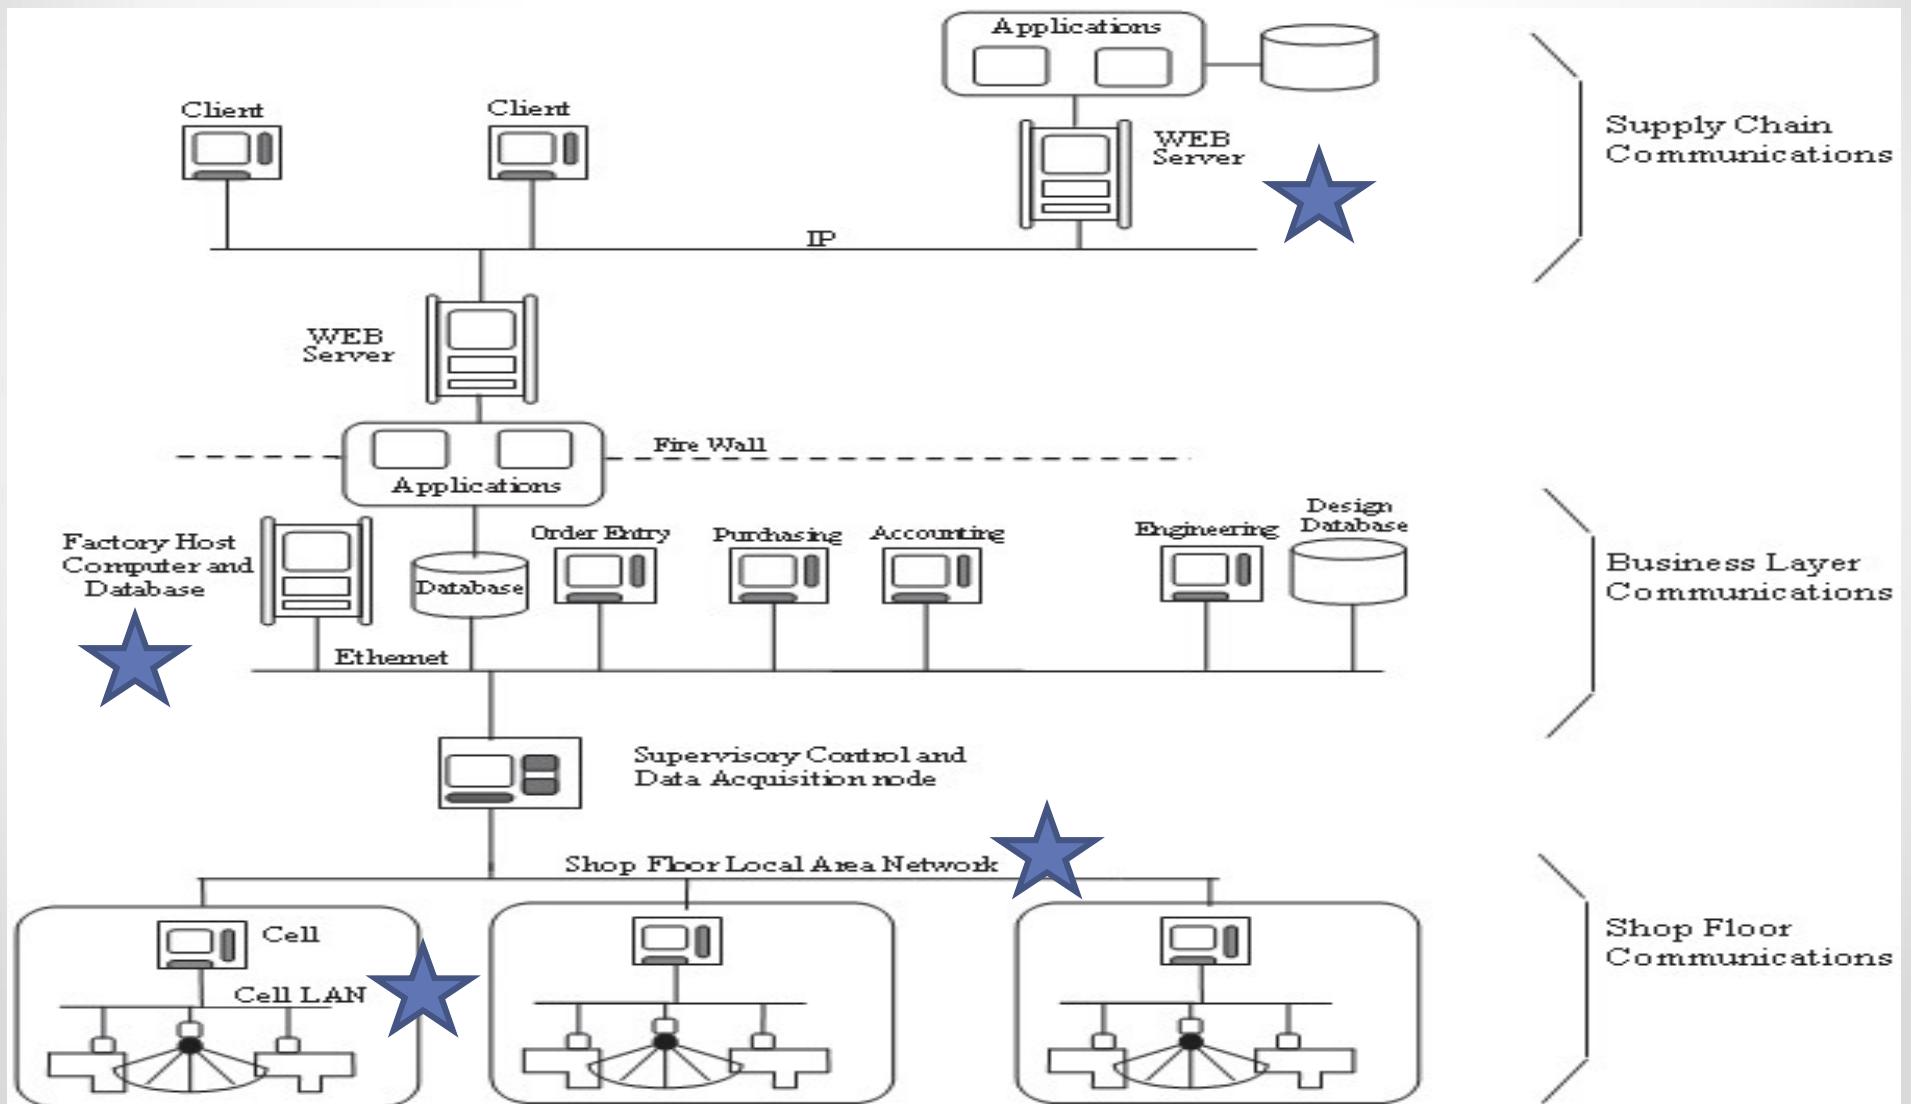 Applications
Client
Client
WEB
Server
Supply Chain
Communications
IP
WEB
Server
Fire Wall
Applications
Factory Host
Computer and
Database
Database
Order Entry
Purchasing
Accounting
Engineering
Design
Database
Business Layer
Communications
Ethernet
Supervisory Control and
Data Acquisition node
Shop Floor Local Area Network
Cell
Cell LAN
Shop Floor
Communications